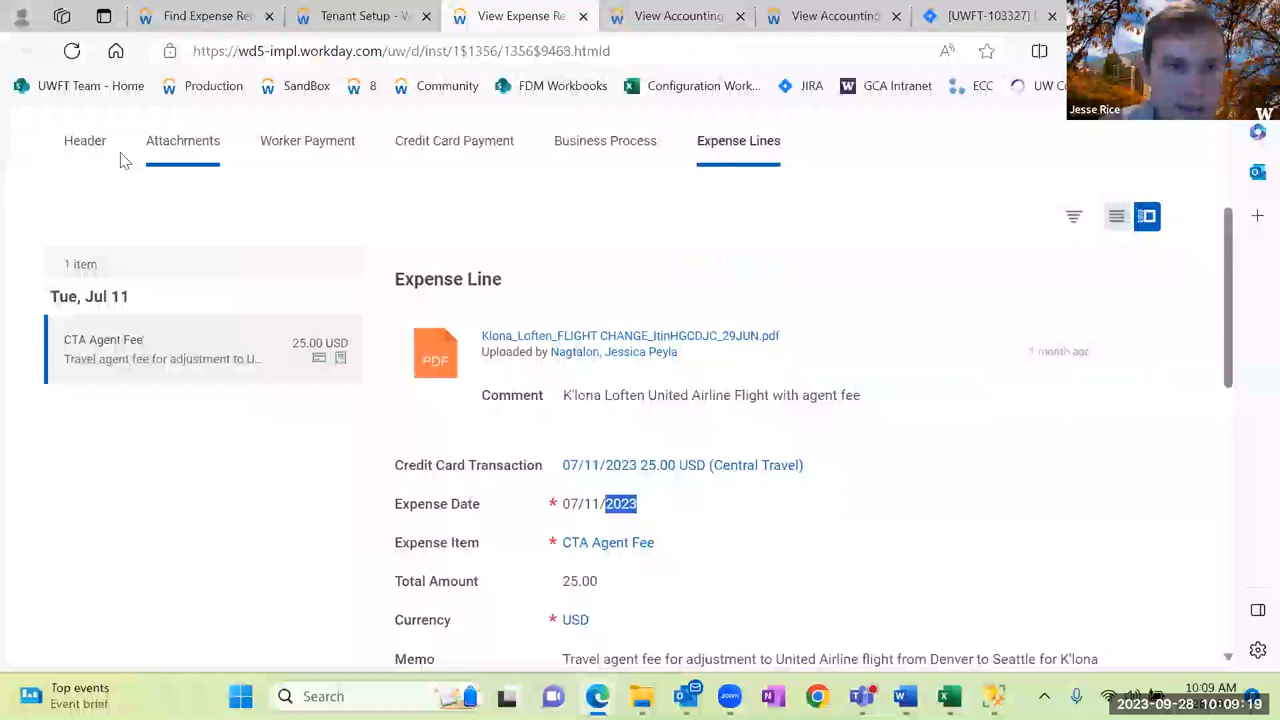 Find Expense Re
Tenant Setup - W
View Expense Re
View Accounting
View Accounting
[UWFT-103327]
https://wd5-impl.workday.com/uw/d/inst/1$1356/1356$9468.htmld
UWFT Team - Home
Production
SandBox
8
Community
FDM Workbooks
Configuration Work...
JIRA
GCA Intranet
ECC
UW Co
Jesse Rice
W
Header
Attachments
Worker Payment
Credit Card Payment
Business Process
Expense Lines
1 item
Tue, Jul 11
CTA Agent Fee
25.00 USD
Travel agent fee for adjustment to U...
Expense Line
PDF
Klona_Loften_FLIGHT CHANGE_ItinHGCDJC_29JUN.pdf
Uploaded by Nagtalon, Jessica Peyla
1 month ago
Comment K'lona Loften United Airline Flight with agent fee
Credit Card Transaction 07/11/2023 25.00 USD (Central Travel)
Expense Date * 07/11/2023
Expense Item * CTA Agent Fee
Total Amount 25.00
Currency * USD
Memo Travel agent fee for adjustment to United Airline flight from Denver to Seattle for K'lona
Top events
Event brief
Search
zoom
10:09 AM
2023-09-28 10:09:19